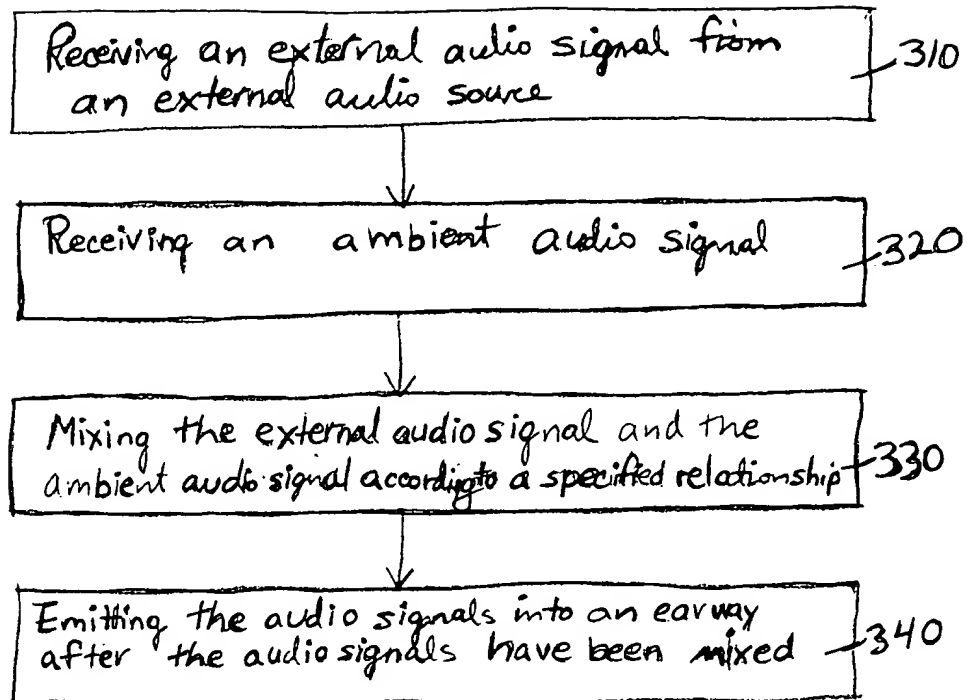 Receiving an external audio signal from
an external audio source
310
Receiving an ambient audio signal
320
Mixing the external audio signal and the
ambient audio signal according to a specified relationship
330
Emitting the audio signals into an earway
after the audio signals have been mixed
340